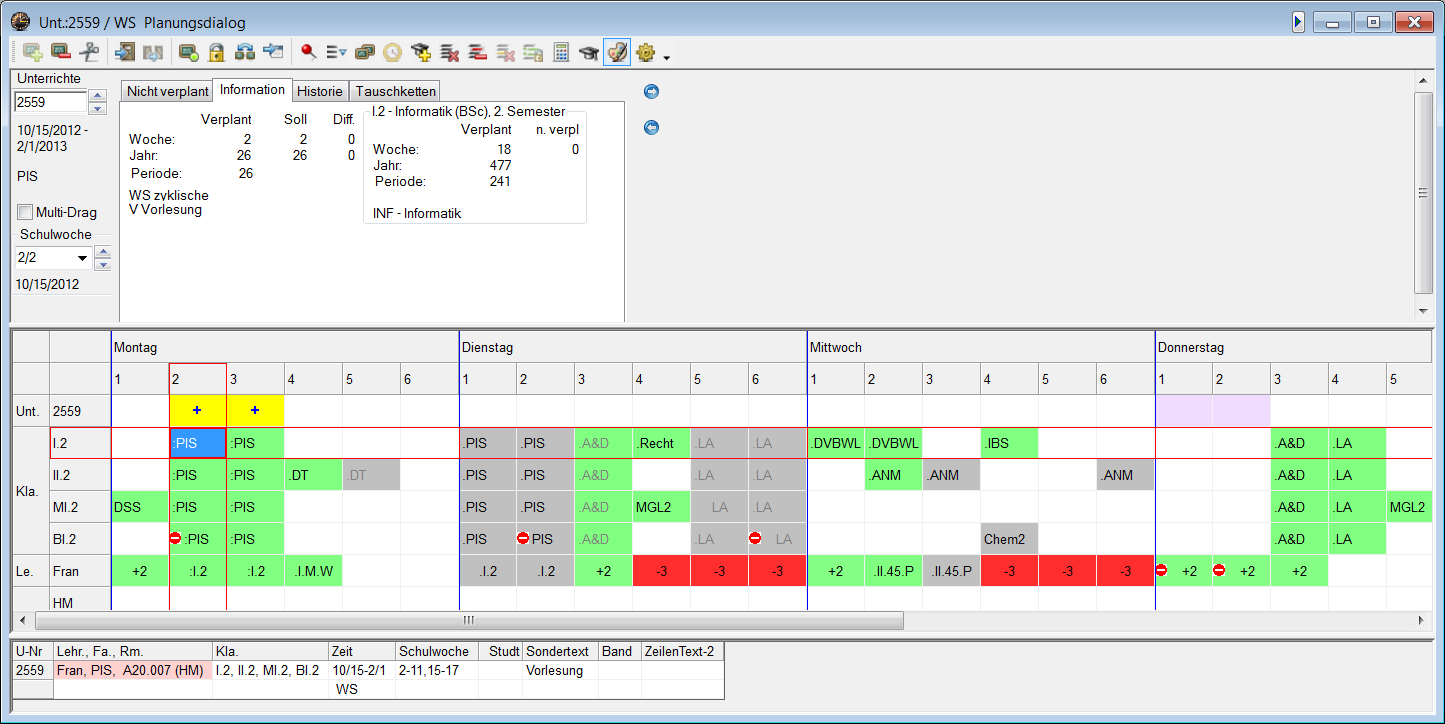 Unt.:2559 / WS Planungsdialog
Unterrichte
2559
10/15/2012 -
2/1/2013
PIS
Multi-Drag
Schulwoche
2/2
10/15/2012
Nicht verplant Information Historie Tauschketten
Verplant Soll Diff.
Woche: 2 2 0
Jahr: 26 26 0
Periode: 26
WS zyklische
V Vorlesung
I.2 - Informatik (BSc), 2. Semester
Verplant n. verpl
Woche: 18 0
Jahr: 477
Periode: 241
INF - Informatik
Montag Dienstag Mittwoch Donnerstag
1 2 3 4 5 6 1 2 3 4 5 6 1 2 3 4 5 6 1 2 3 4 5
Unt. 2559 + +
Kla.
I.2 :PIS :PIS .PIS .PIS .A&D .Recht .LA .LA .DVBWL .DVBWL .IBS .A&D .LA
II.2 :PIS :PIS .DT .DT .PIS .PIS .A&D .LA .LA .ANM .ANM .ANM .A&D .LA
MI.2 DSS :PIS :PIS .PIS .PIS .A&D MGL2 LA .LA .A&D .LA MGL2
BI.2 :PIS :PIS .PIS PIS .A&D .LA LA Chem2 .A&D .LA
Le. Fran +2 :I.2 :I.2 .I.M.W .I.2 .I.2 +2 -3 -3 -3 +2 .II.45.P .II.45.P -3 -3 -3 +2 +2 +2
HM
U-Nr Lehr., Fa., Rm. Kla. Zeit Schulwoche Studt Sondertext Band ZeilenText-2
2559 Fran, PIS, A20.007 (HM) I.2, II.2, MI.2, BI.2 10/15-2/1 2-11,15-17 Vorlesung
WS